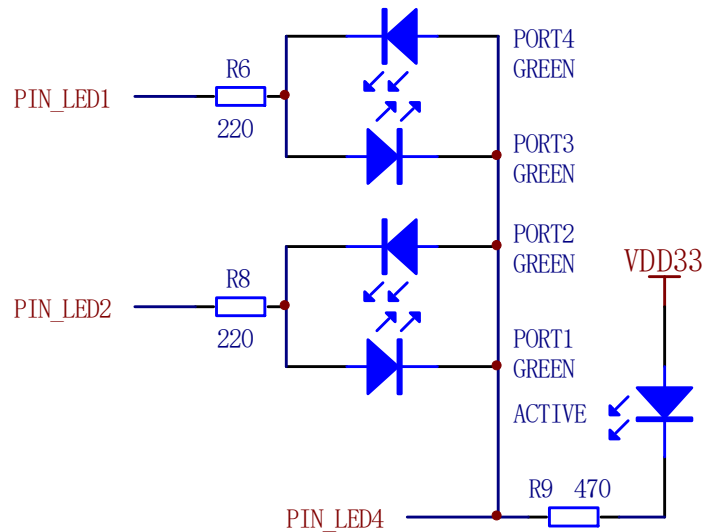 PORT4
GREEN
R6
PIN_LED1
220
PORT3
GREEN
PORT2
GREEN
VDD33
R8
PIN_LED2
220
PORT1
GREEN
ACTIVE
R9 470
PIN_LED4